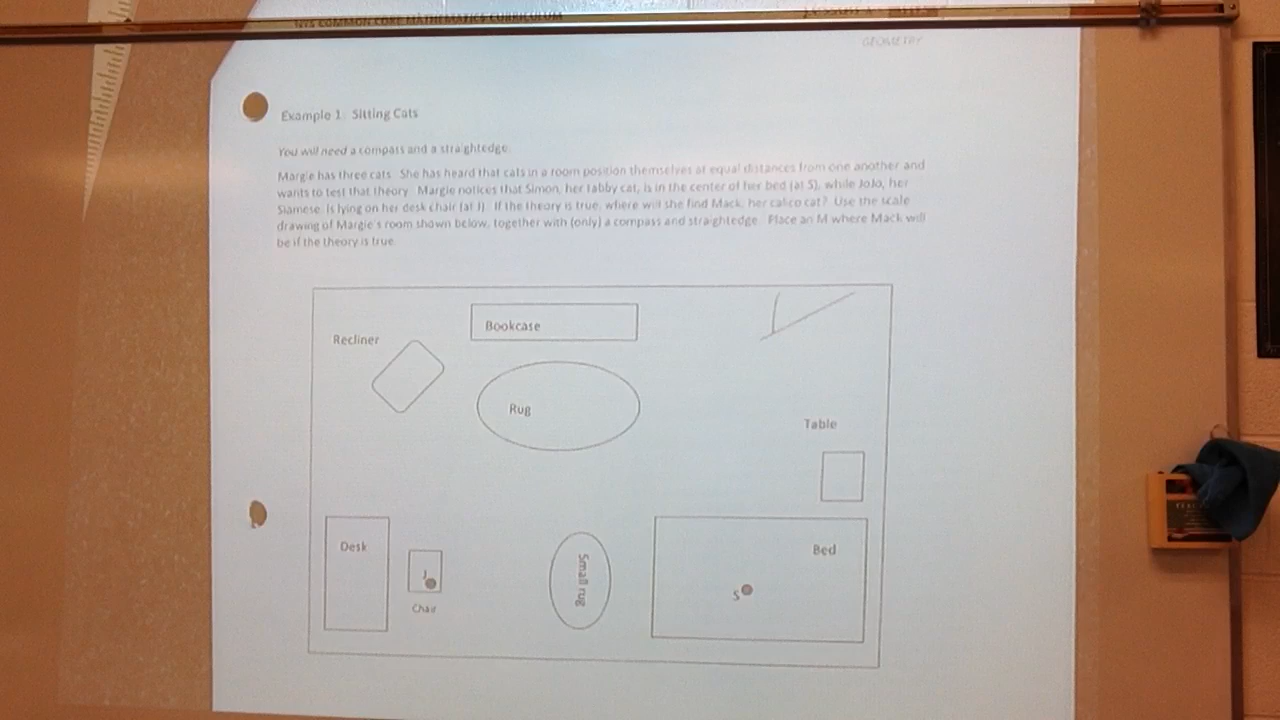 NYS COMMON CORE MATHEMATICS CURRICULUM
GEOMETRY
Example 1: Sitting Cats
You will need a compass and a straightedge.
Margie has three cats. She has heard that cats in a room position themselves at equal distances from one another and
wants to test that theory. Margie notices that Simon, her tabby cat, is in the center of her bed (at S), while JoJo, her
Siamese, is lying on her desk chair (at J). If the theory is true, where will she find Mack, her calico cat? Use the scale
drawing of Margie's room shown below, together with (only) a compass and straightedge. Place an M where Mack will
be if the theory is true.
Bookcase
Recliner
Rug
Table
Desk
J
Chair
Small rug
Bed
S